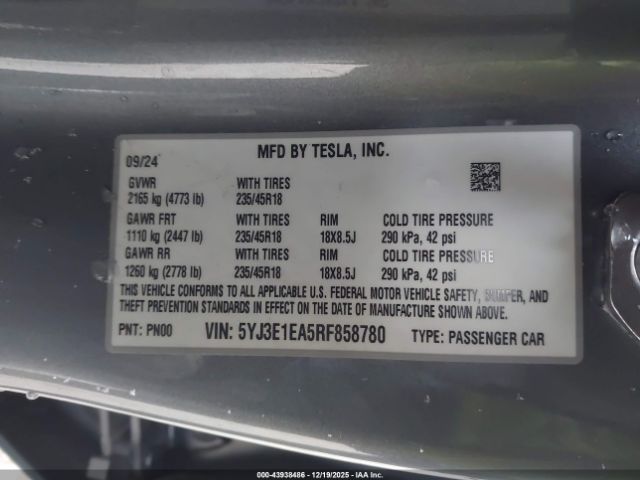 09/24 MFD BY TESLA, INC.
GVWR WITH TIRES
2165 kg (4773 lb) 235/45R18
GAWR FRT WITH TIRES RIM COLD TIRE PRESSURE
1110 kg (2447 lb) 235/45R18 18X8.5J 290 kPa, 42 psi
GAWR RR WITH TIRES RIM COLD TIRE PRESSURE
1260 kg (2778 lb) 235/45R18 18X8.5J 290 kPa, 42 psi
THIS VEHICLE CONFORMS TO ALL APPLICABLE U.S. FEDERAL MOTOR VEHICLE SAFETY, BUMPER, AND
THEFT PREVENTION STANDARDS IN EFFECT ON THE DATE OF MANUFACTURE SHOWN ABOVE.
PNT: PN00 VIN: 5YJ3E1EA5RF858780 TYPE: PASSENGER CAR
000-43938486 - 12/19/2025 - COPYRIGHT IAA, LLC